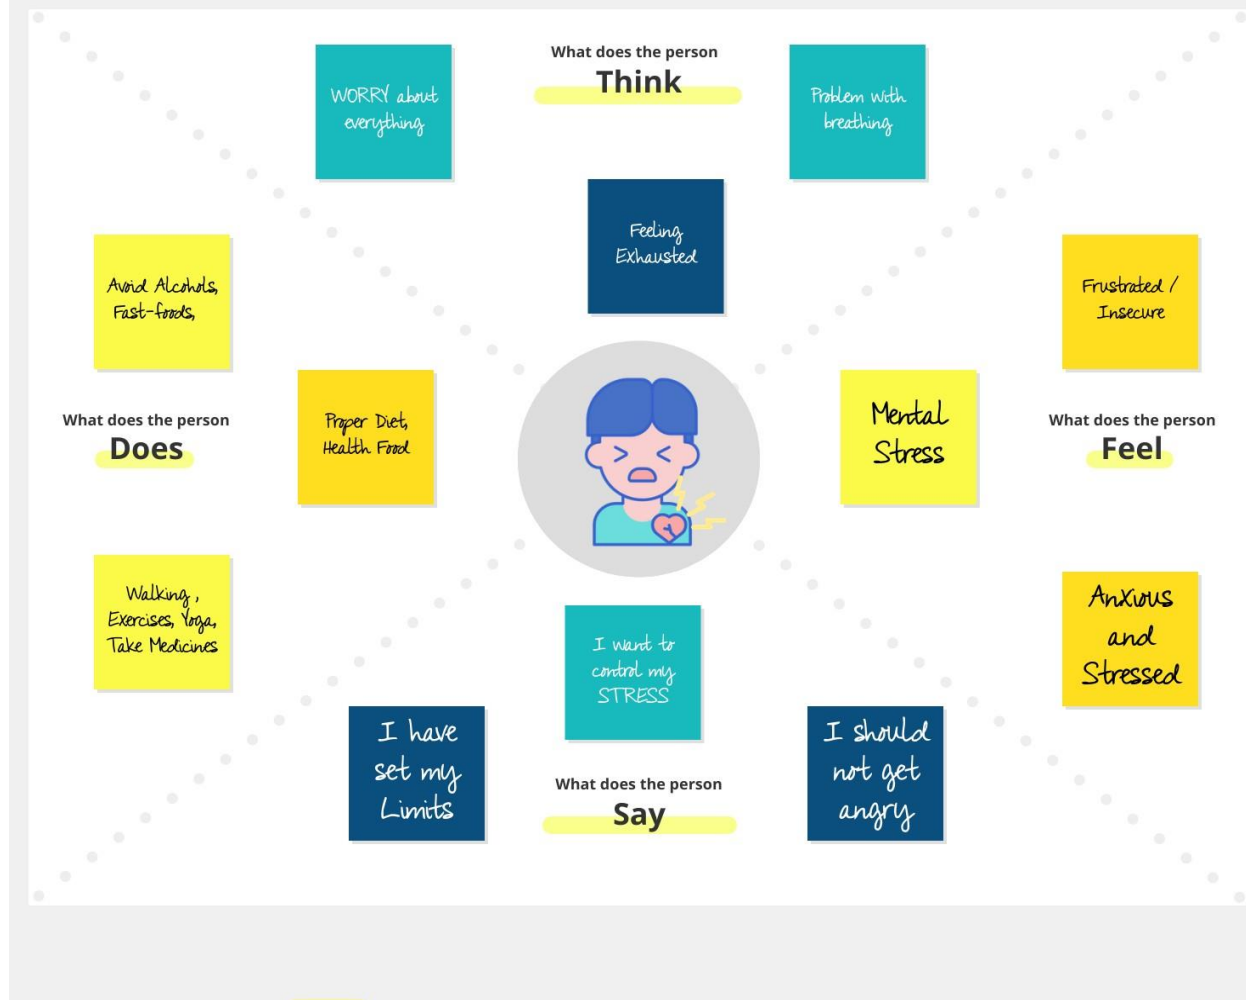 What does the person
Think
WORRY about
everything
Problem with
breathing
Feeling
Exhausted
Avoid Alcohols,
Fast-foods,
Proper Diet,
Health Food
What does the person
Does
Walking,
Exercises, Yoga,
Take Medicines
Frustrated /
Insecure
Mental
Stress
What does the person
Feel
Anxious
and
Stressed
I want to
control my
STRESS
I have
set my
Limits
I should
not get
angry
What does the person
Say